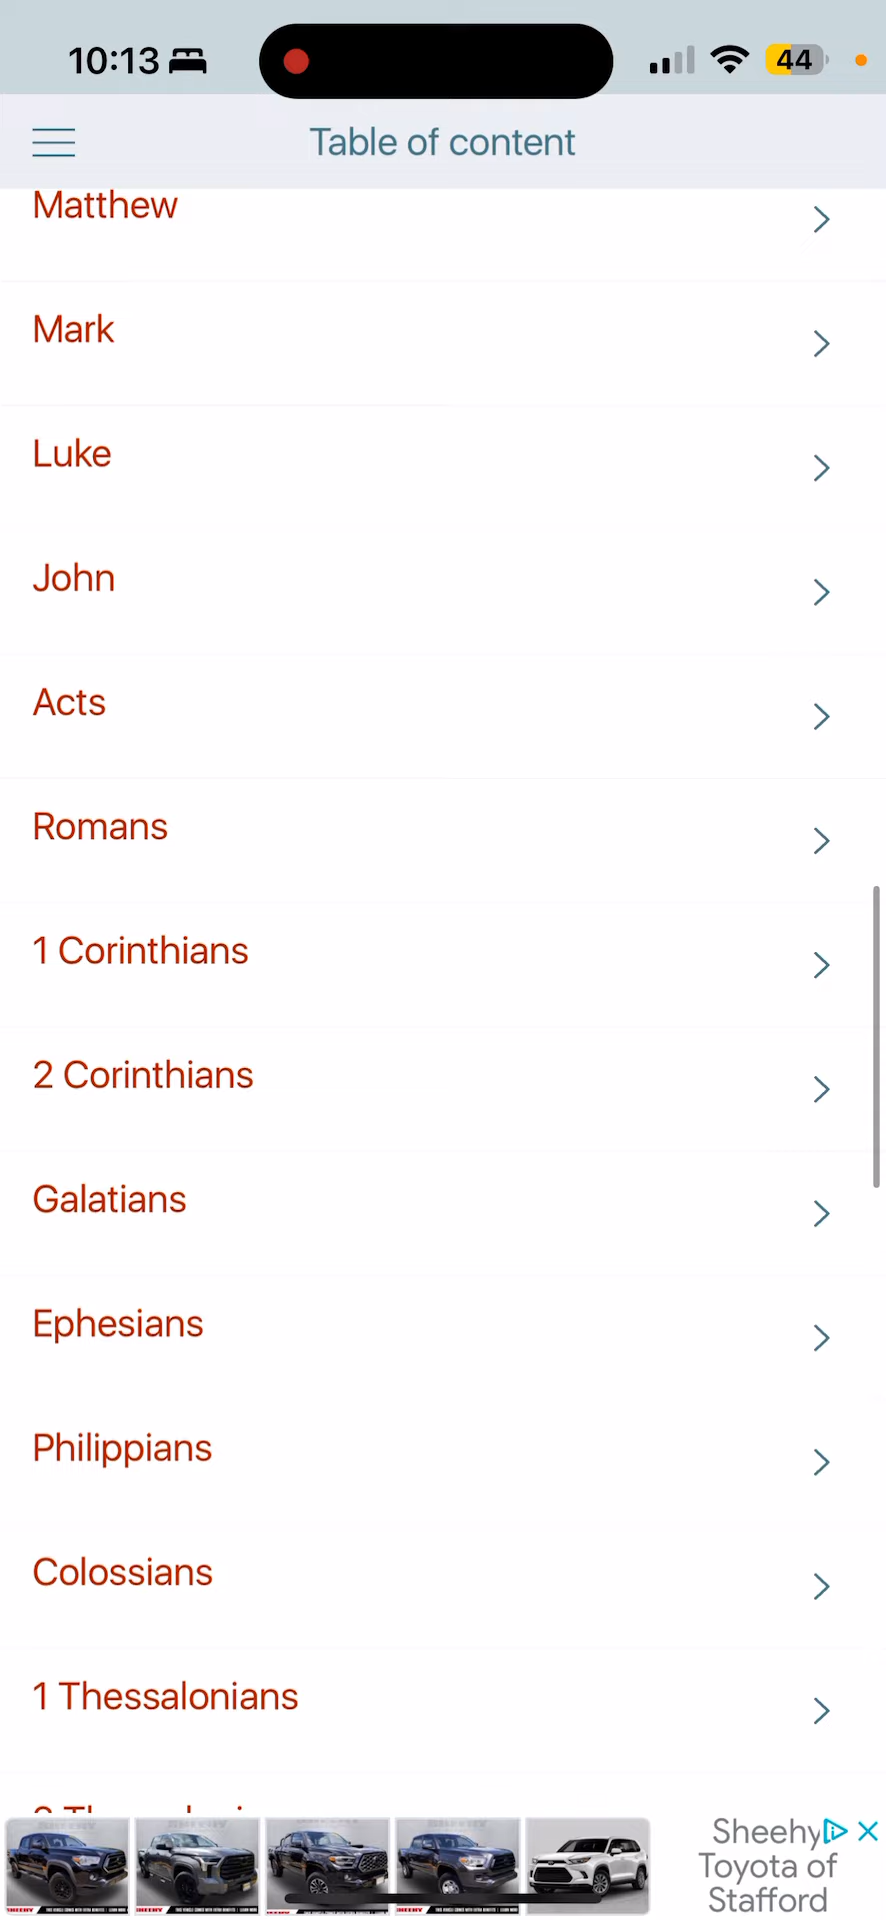 10:13
44
Table of content
Matthew
Mark
Luke
John
Acts
Romans
1 Corinthians
2 Corinthians
Galatians
Ephesians
Philippians
Colossians
1 Thessalonians
Sheehy
Toyota of
Stafford